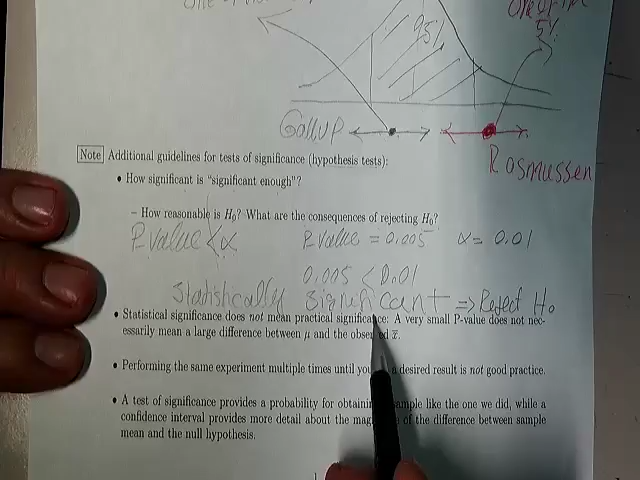 5%
95%
Gallup
Rasmussen
Note Additional guidelines for tests of significance (hypothesis tests):
• How significant is "significant enough"?
– How reasonable is H₀? What are the consequences of rejecting H₀?
P value < α P value = 0.005 α = 0.01
0.005 < 0.01
Statistically significant ⇒ Reject H₀
• Statistical significance does not mean practical significance: A very small P-value does not nec-
essarily mean a large difference between μ and the observed x̄.
• Performing the same experiment multiple times until you a desired result is not good practice.
• A test of significance provides a probability for obtaining sample like the one we did, while a
confidence interval provides more detail about the of the difference between sample
mean and the null hypothesis.